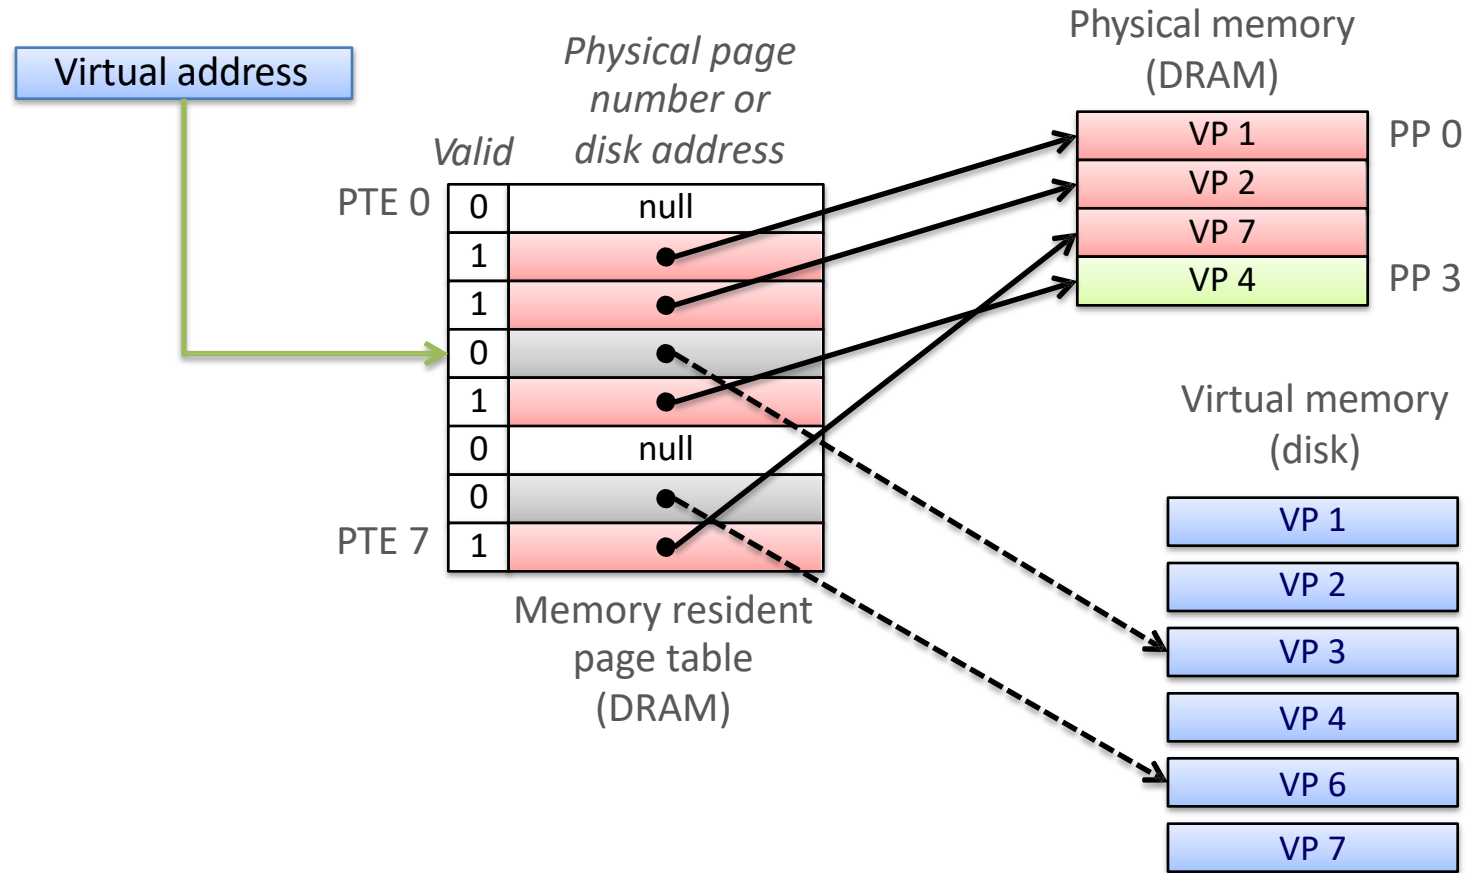 Virtual address
Physical page
number or
disk address
Valid
PTE 0
0 null
1
1
0
1
0 null
0
PTE 7 1
Memory resident
page table
(DRAM)
Physical memory
(DRAM)
VP 1 PP 0
VP 2
VP 7
VP 4 PP 3
Virtual memory
(disk)
VP 1
VP 2
VP 3
VP 4
VP 6
VP 7